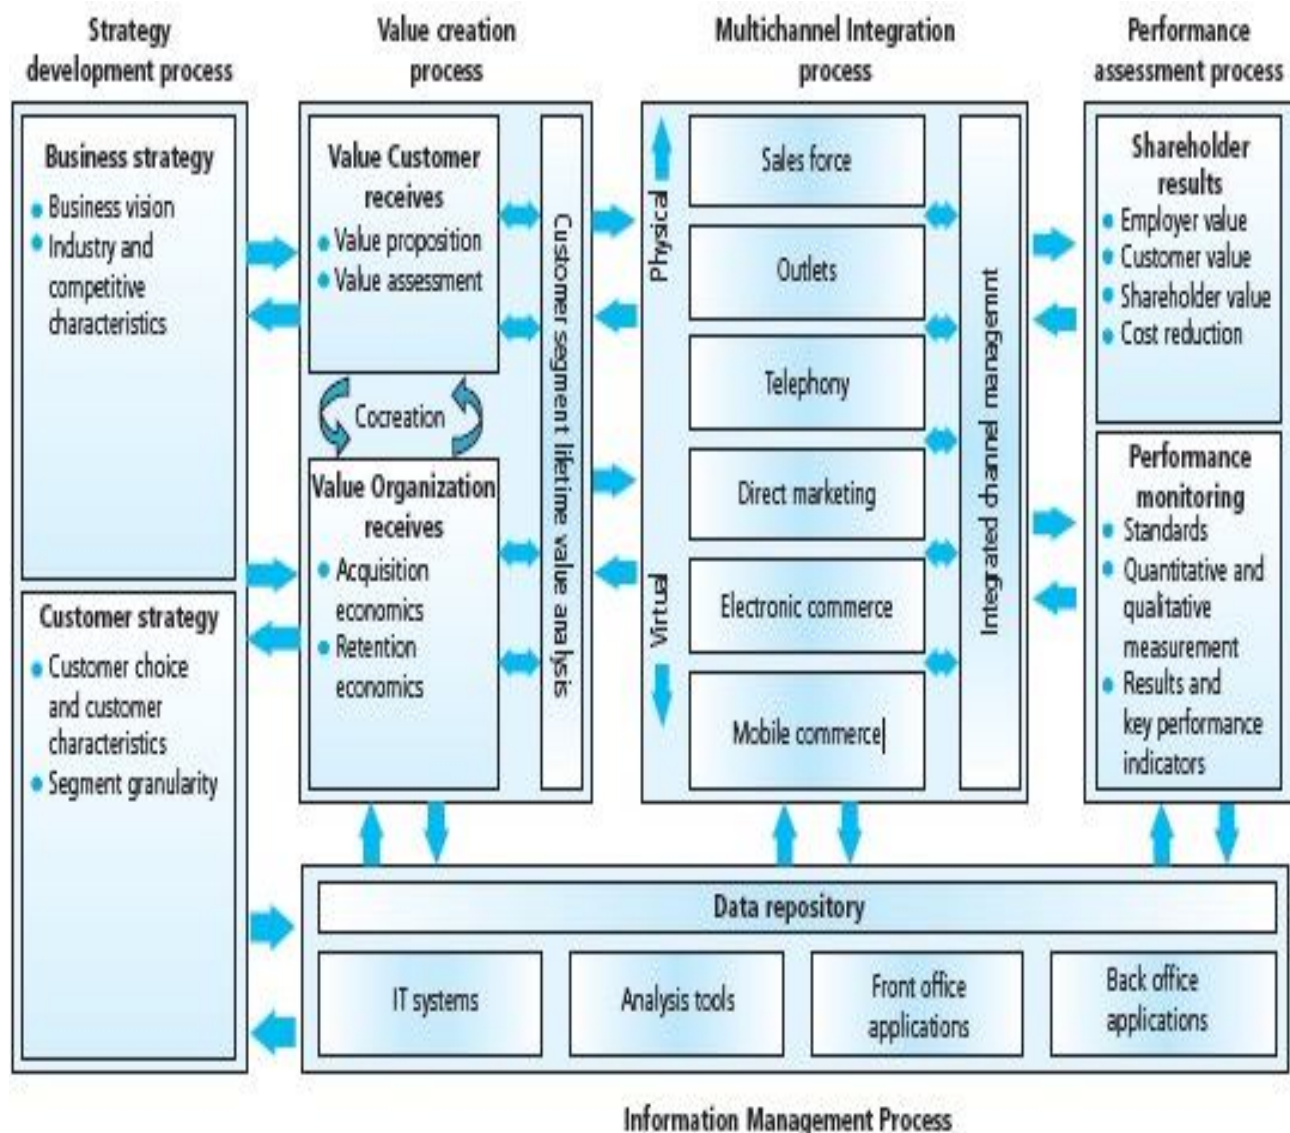 Strategy
development process
Value creation
process
Multichannel Integration
process
Performance
assessment process
Business strategy
Business vision
Industry and
competitive
characteristics
Customer strategy
Customer choice
and customer
characteristics
Segment granularity
Value Customer
receives
Value proposition
Value assessment
Cocreation
Value Organization
receives
Acquisition
economics
Retention
economics
Customer segment lifetime value analysis
Physical
Virtual
Sales force
Outlets
Telephony
Direct marketing
Electronic commerce
Mobile commerce
Integrated channel management
Shareholder
results
Employer value
Customer value
Shareholder value
Cost reduction
Performance
monitoring
Standards
Quantitative and
qualitative
measurement
Results and
key performance
indicators
Data repository
IT systems
Analysis tools
Front office
applications
Back office
applications
Information Management Process